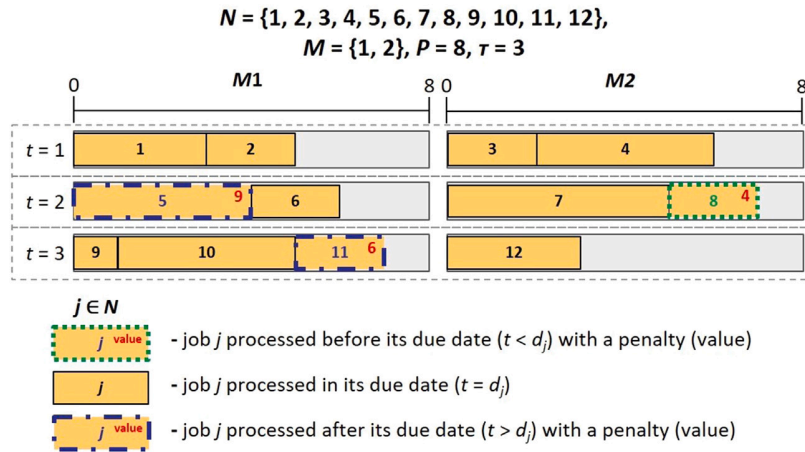 N = {1, 2, 3, 4, 5, 6, 7, 8, 9, 10, 11, 12},
M = {1, 2}, P = 8, τ = 3
0 M1 8 0 M2 8
t = 1 1 2 3 4
t = 2 5 9 6 7 8 4
t = 3 9 10 11 6 12
j ∈ N
j value - job j processed before its due date (t < dj) with a penalty (value)
j - job j processed in its due date (t = dj)
j value - job j processed after its due date (t > dj) with a penalty (value)